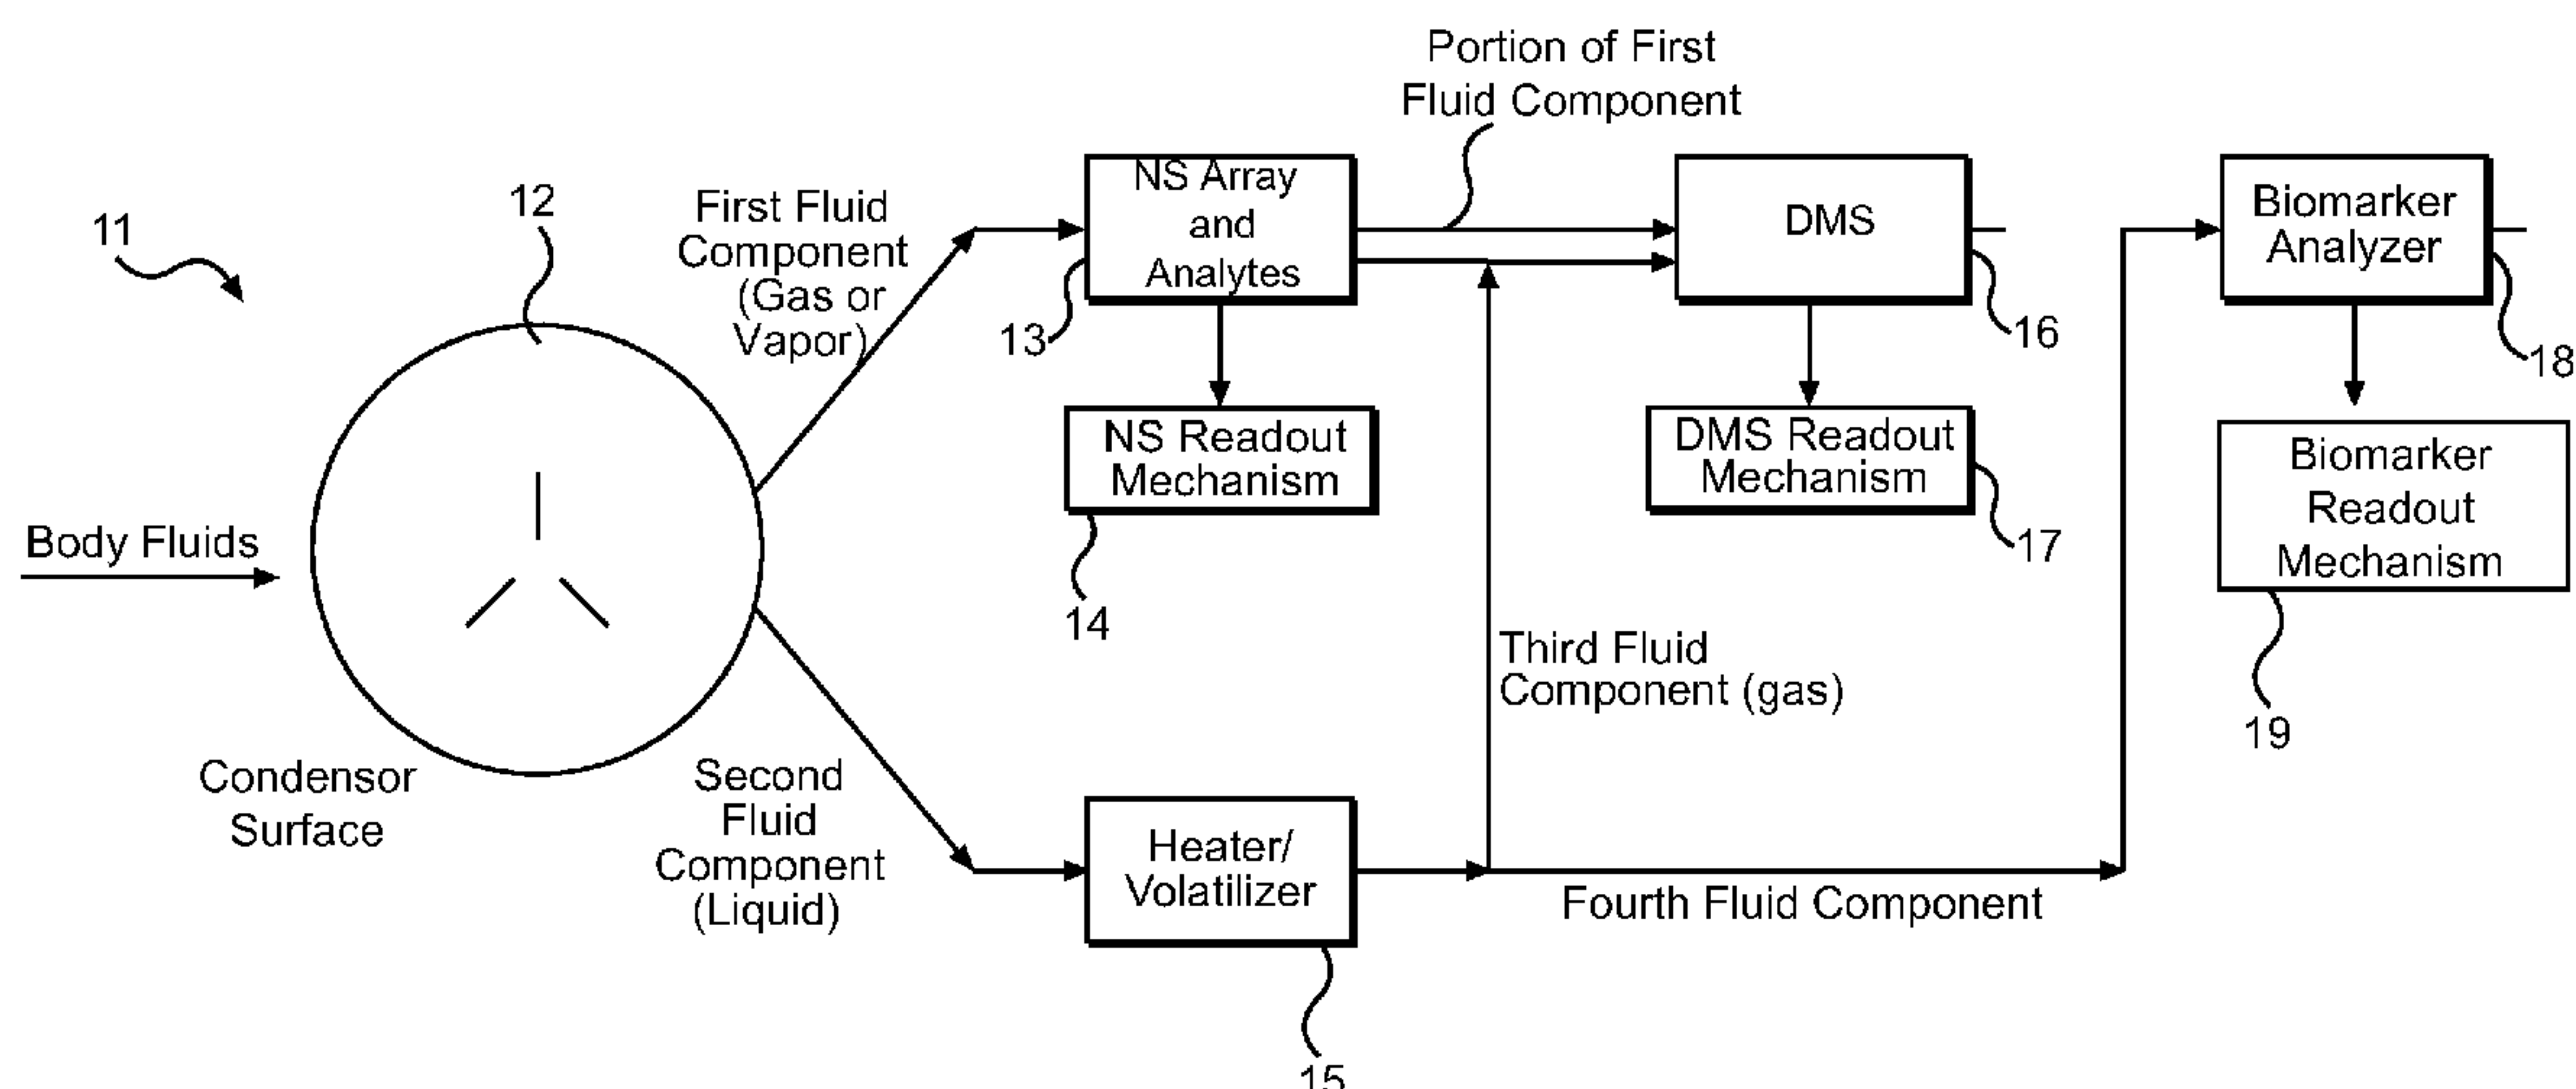 Portion of First
Fluid Component
11
12
First Fluid
Component
(Gas or
Vapor)
NS Array
and
Analytes
13
DMS
16
Biomarker
Analyzer
18
NS Readout
Mechanism
14
DMS Readout
Mechanism
17
Biomarker
Readout
Mechanism
19
Body Fluids
Condensor
Surface
Second
Fluid
Component
(Liquid)
Third Fluid
Component (gas)
Heater/
Volatilizer
15
Fourth Fluid Component